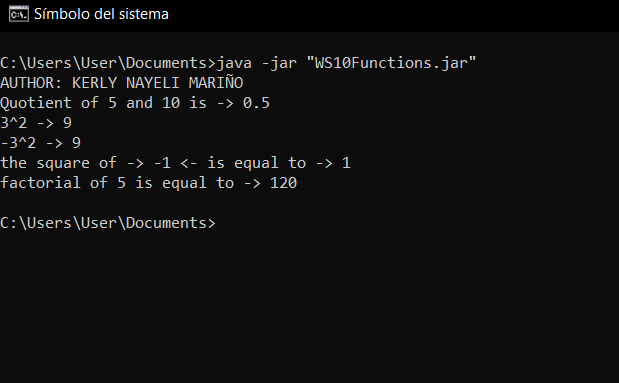 Símbolo del sistema
C:\Users\User\Documents>java -jar "WS10Functions.jar"
AUTHOR: KERLY NAYELI MARIÑO
Quotient of 5 and 10 is -> 0.5
3^2 -> 9
-3^2 -> 9
the square of -> -1 <- is equal to -> 1
factorial of 5 is equal to -> 120
C:\Users\User\Documents>